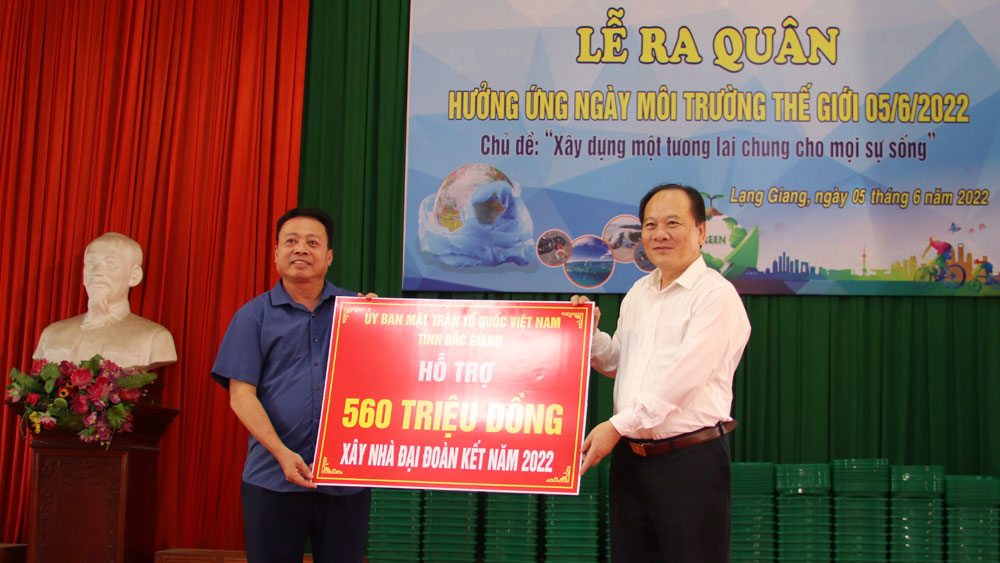 LỄ RA QUÂN
HƯỞNG ỨNG NGÀY MÔI TRƯỜNG THẾ GIỚI 05/6/2022
Chủ đề: "Xây dựng một tương lai chung cho mọi sự sống"
Lạng Giang, ngày 05 tháng 6 năm 2022
GREEN
ỦY BAN MẶT TRẬN TỔ QUỐC VIỆT NAM
TỈNH BẮC GIANG
HỖ TRỢ
560 TRIỆU ĐỒNG
XÂY NHÀ ĐẠI ĐOÀN KẾT NĂM 2022